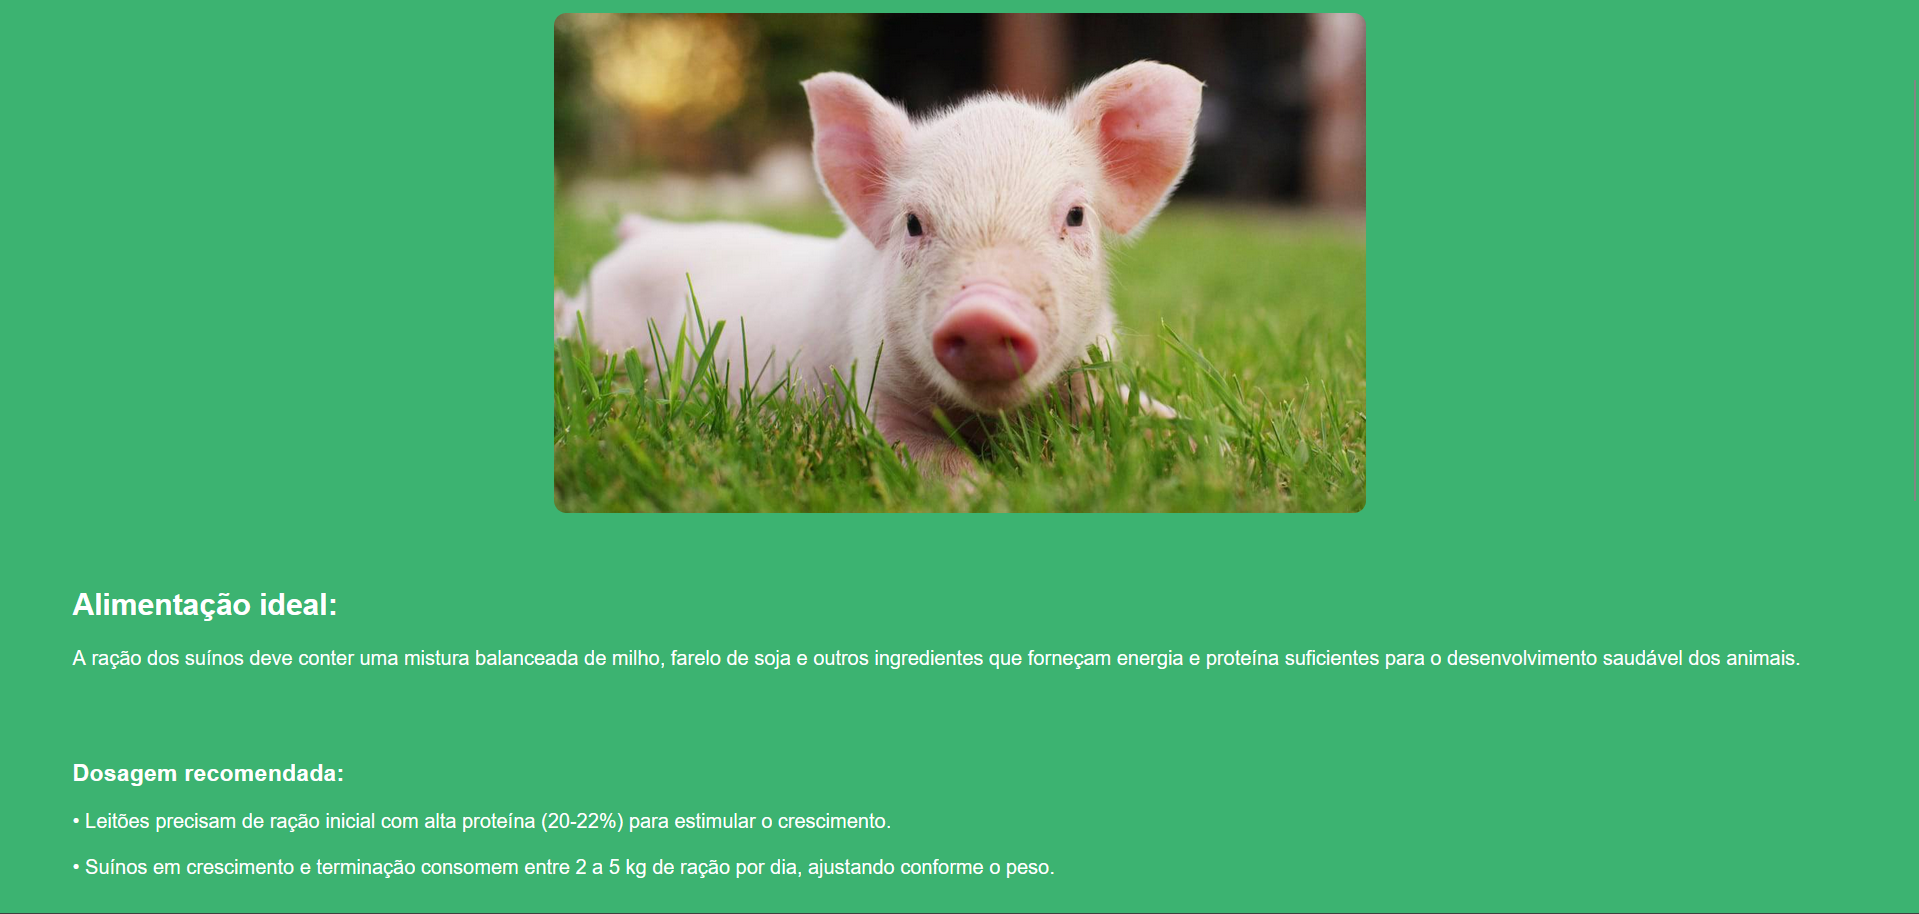 Alimentação ideal:
A ração dos suínos deve conter uma mistura balanceada de milho, farelo de soja e outros ingredientes que forneçam energia e proteína suficientes para o desenvolvimento saudável dos animais.
Dosagem recomendada:
• Leitões precisam de ração inicial com alta proteína (20-22%) para estimular o crescimento.
• Suínos em crescimento e terminação consomem entre 2 a 5 kg de ração por dia, ajustando conforme o peso.